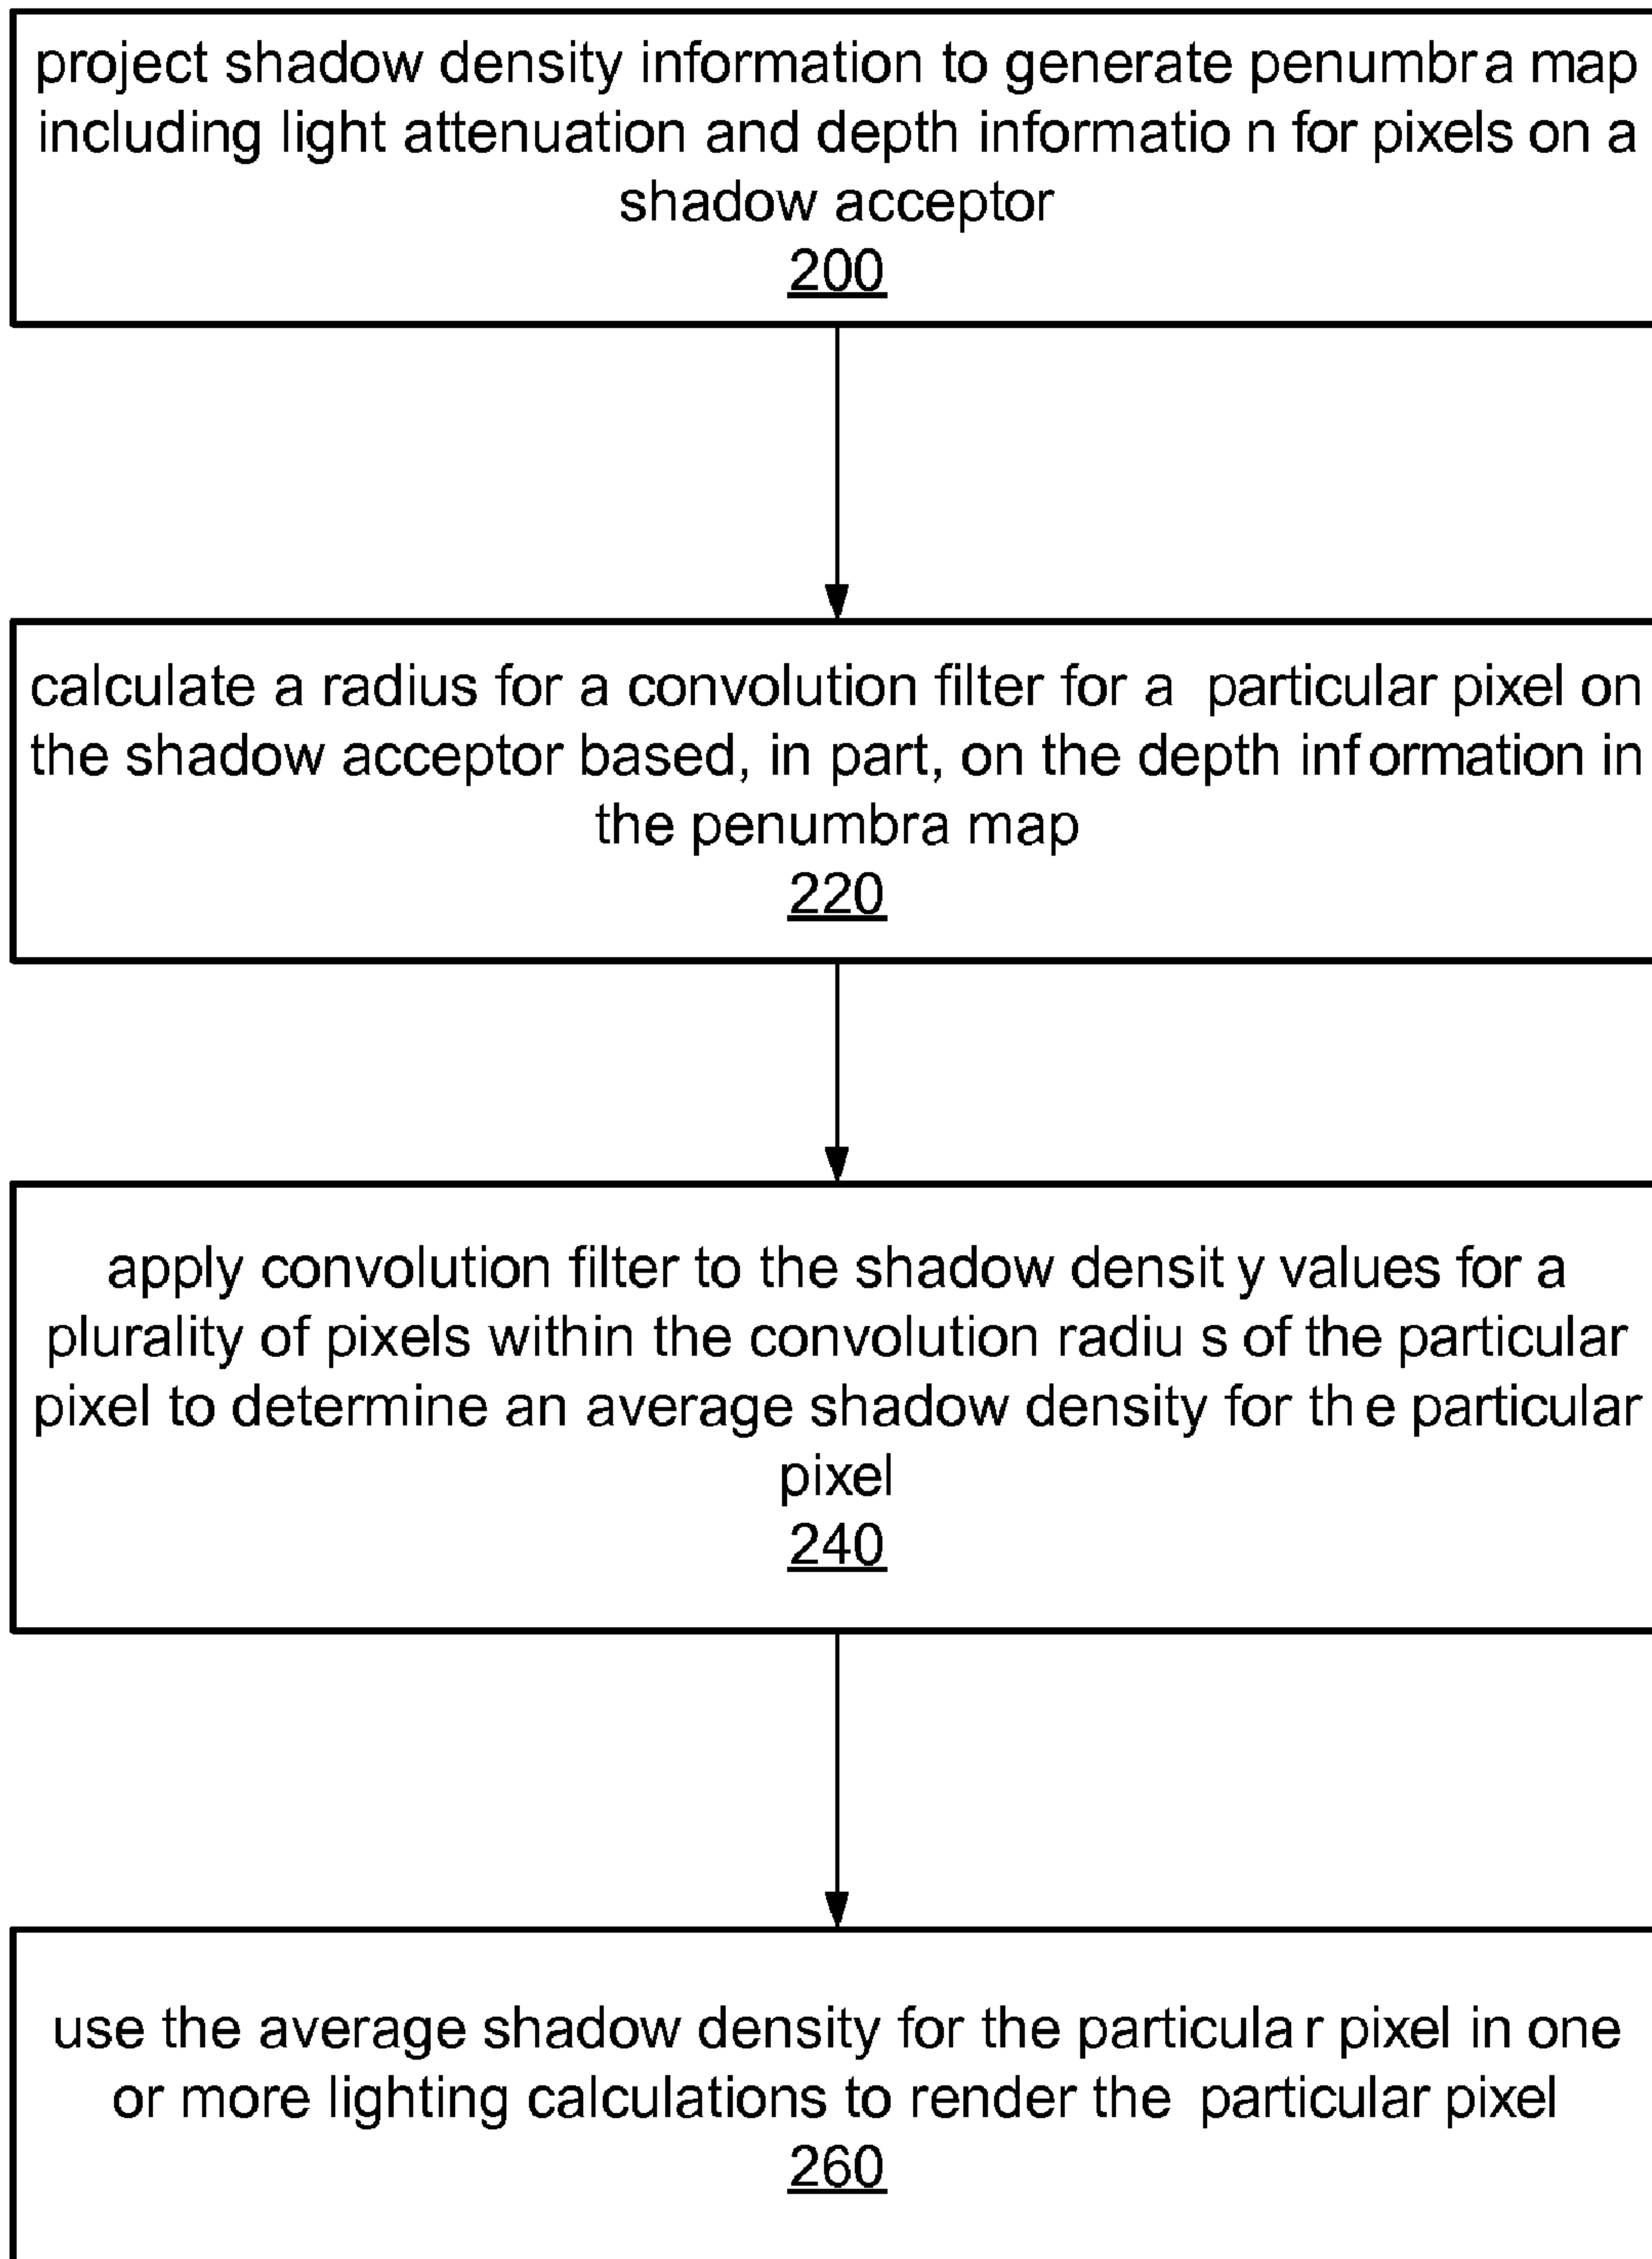 project shadow density information to generate penumbra map
including light attenuation and depth information for pixels on a
shadow acceptor
200
calculate a radius for a convolution filter for a particular pixel on
the shadow acceptor based, in part, on the depth information in
the penumbra map
220
apply convolution filter to the shadow density values for a
plurality of pixels within the convolution radius of the particular
pixel to determine an average shadow density for the particular
pixel
240
use the average shadow density for the particular pixel in one
or more lighting calculations to render the particular pixel
260